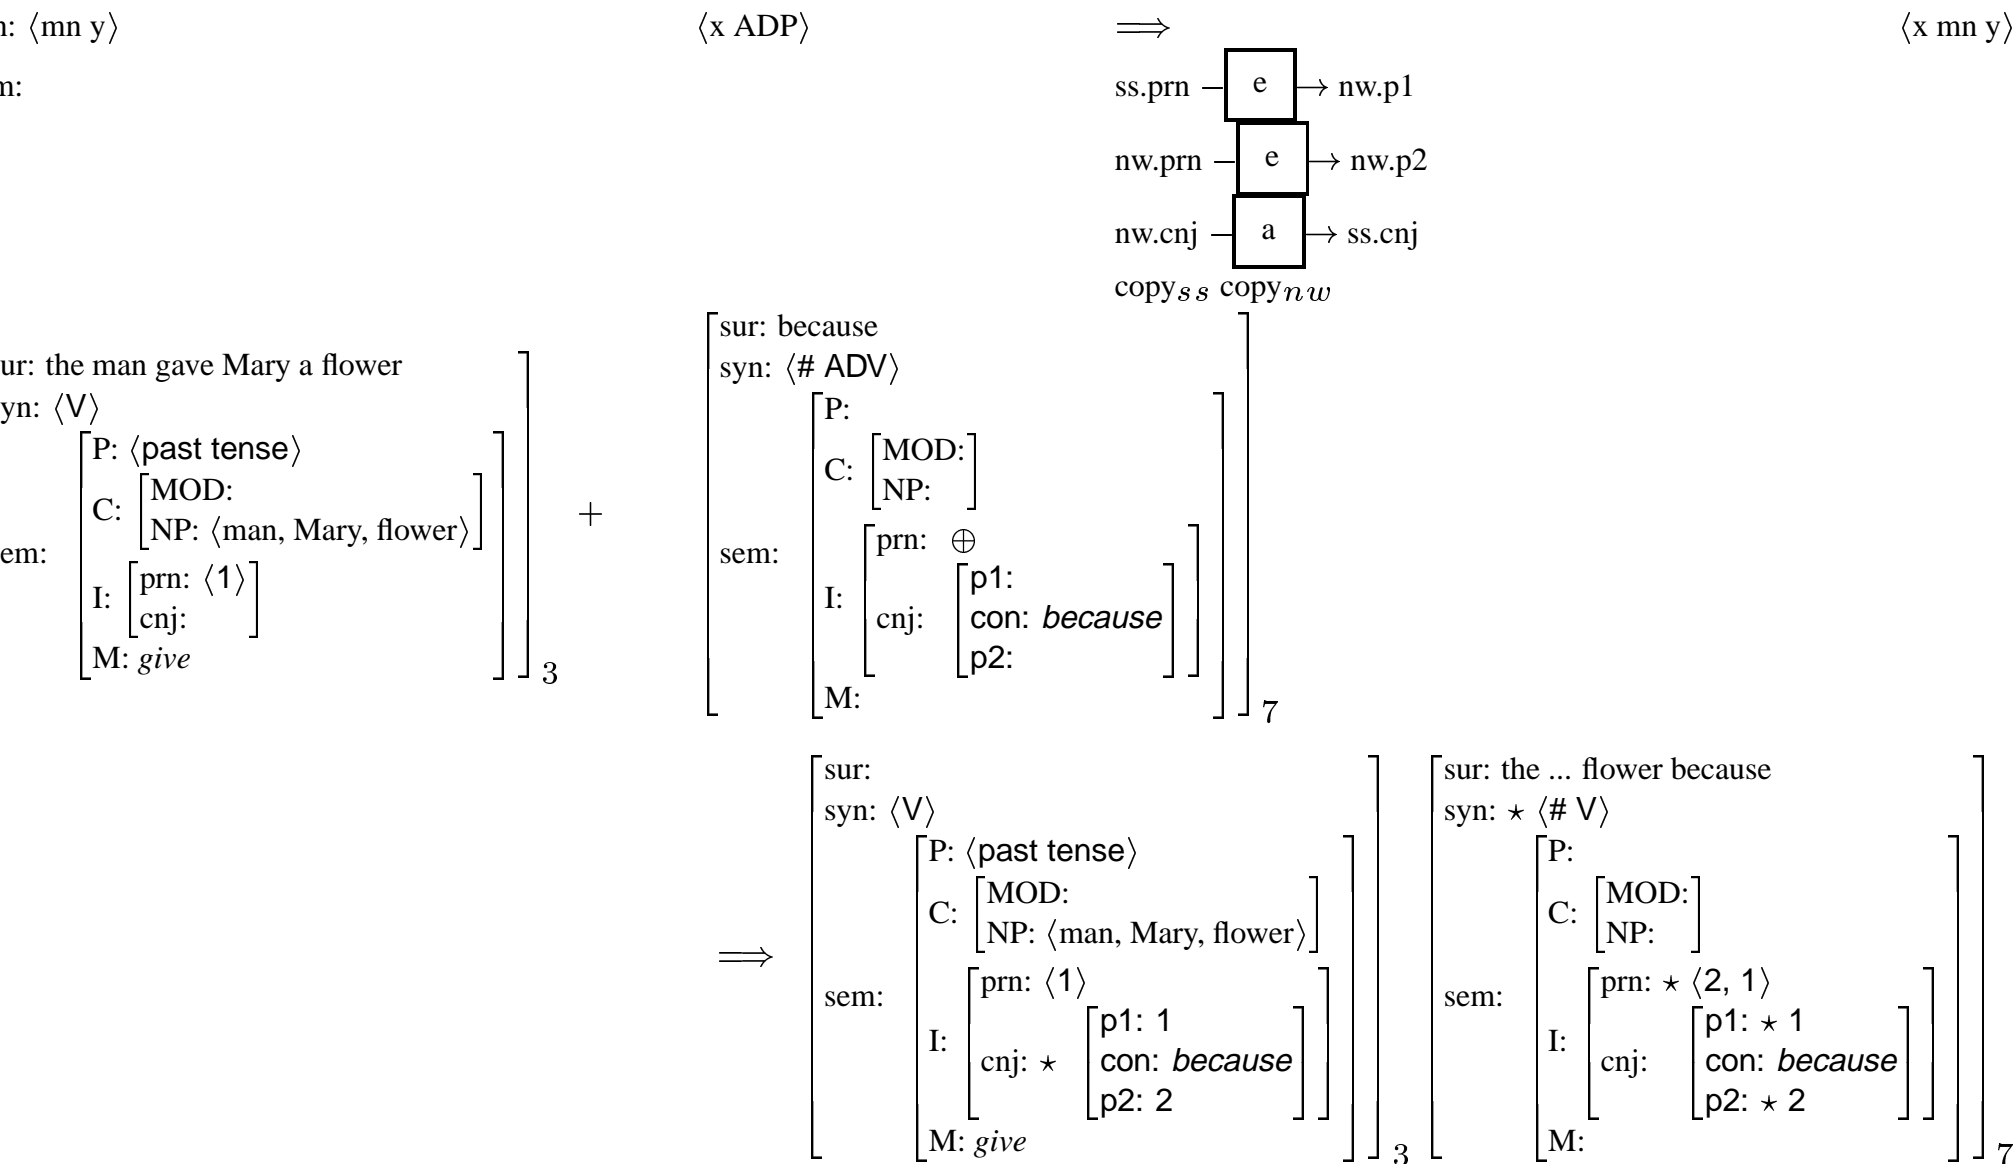 n: ⟨mn y⟩ ⟨x ADP⟩ ⟹ ⟨x mn y⟩
m:
ss.prn – e → nw.p1
nw.prn – e → nw.p2
nw.cnj – a → ss.cnj
copy_ss copy_nw
ur: the man gave Mary a flower
yn: ⟨V⟩
em:
P: ⟨past tense⟩
C: MOD:
NP: ⟨man, Mary, flower⟩
I: prn: ⟨1⟩
cnj:
M: give
3
+
sur: because
syn: ⟨# ADV⟩
sem:
P:
C: MOD:
NP:
I: prn: ⊕
cnj: p1:
con: because
p2:
M:
7
⟹
sur:
syn: ⟨V⟩
sem:
P: ⟨past tense⟩
C: MOD:
NP: ⟨man, Mary, flower⟩
I: prn: ⟨1⟩
cnj: ⋆ p1: 1
con: because
p2: 2
M: give
3
sur: the ... flower because
syn: ⋆ ⟨# V⟩
sem:
P:
C: MOD:
NP:
I: prn: ⋆ ⟨2, 1⟩
cnj: p1: ⋆ 1
con: because
p2: ⋆ 2
M:
7